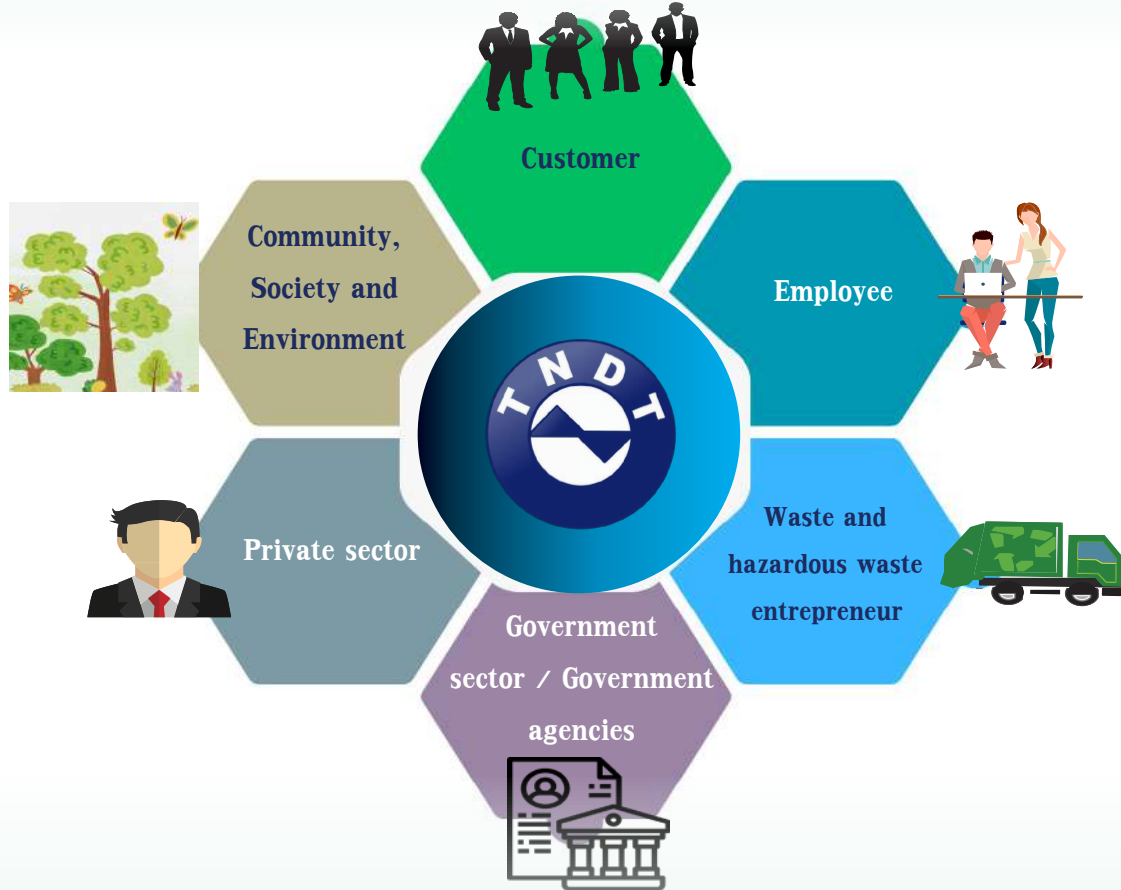 Customer
Community,
Society and
Environment
Employee
TNDT
Private sector
Waste and
hazardous waste
entrepreneur
Government
sector / Government
agencies